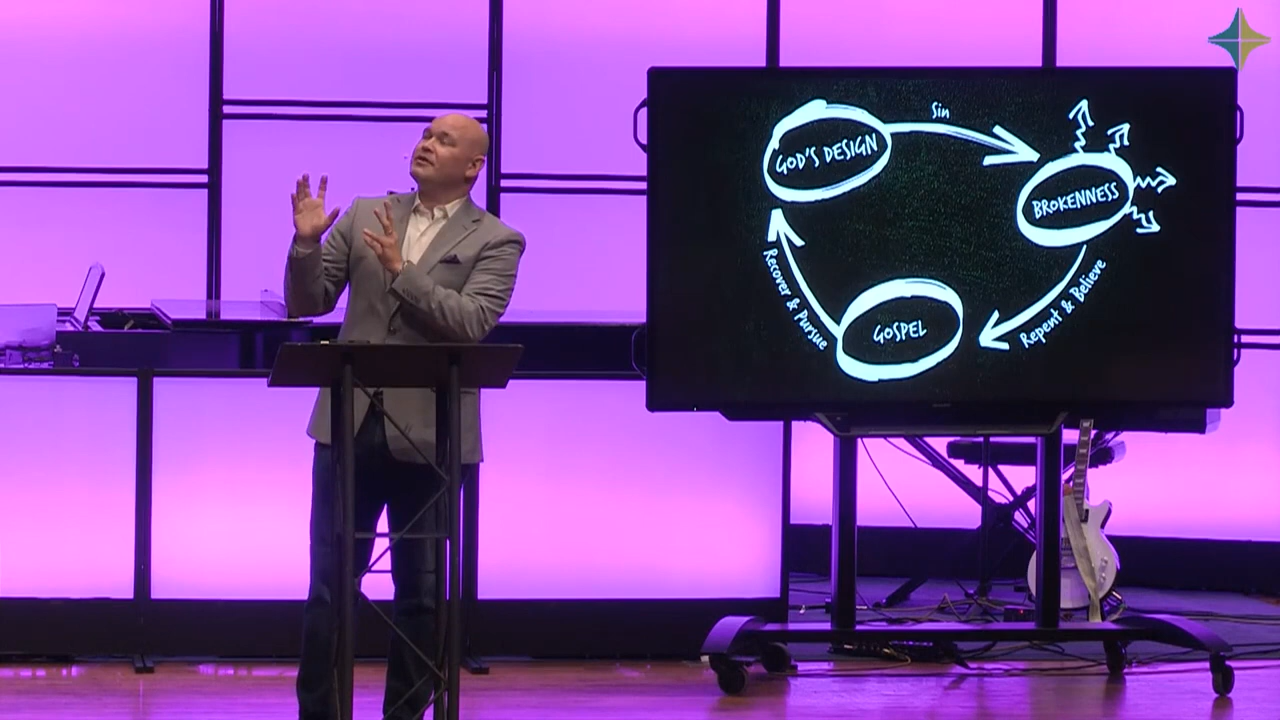 Sin
GOD'S DESIGN
BROKENNESS
Recover & Pursue
Repent & Believe
GOSPEL